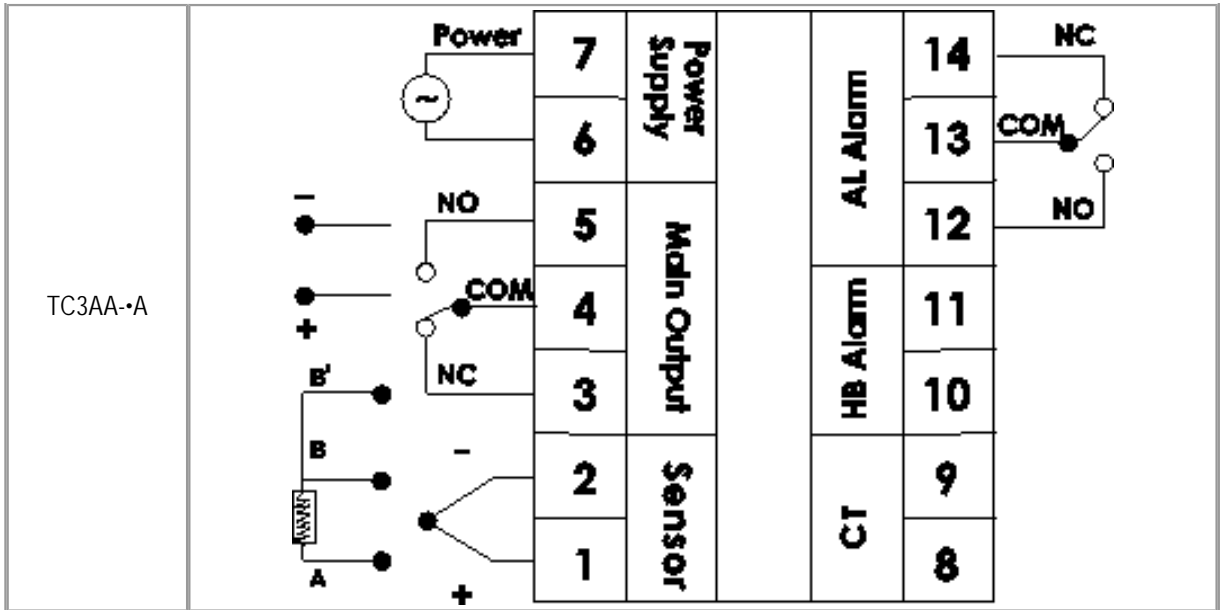 TC3AA-•A
Power
7
Power Supply
6
−
NO
5
Main Output
COM
4
+
NC
3
B'
B
−
2
Sensor
A
+
1
NC
14
AL Alarm
COM
13
NO
12
HB Alarm
11
10
CT
9
8
~